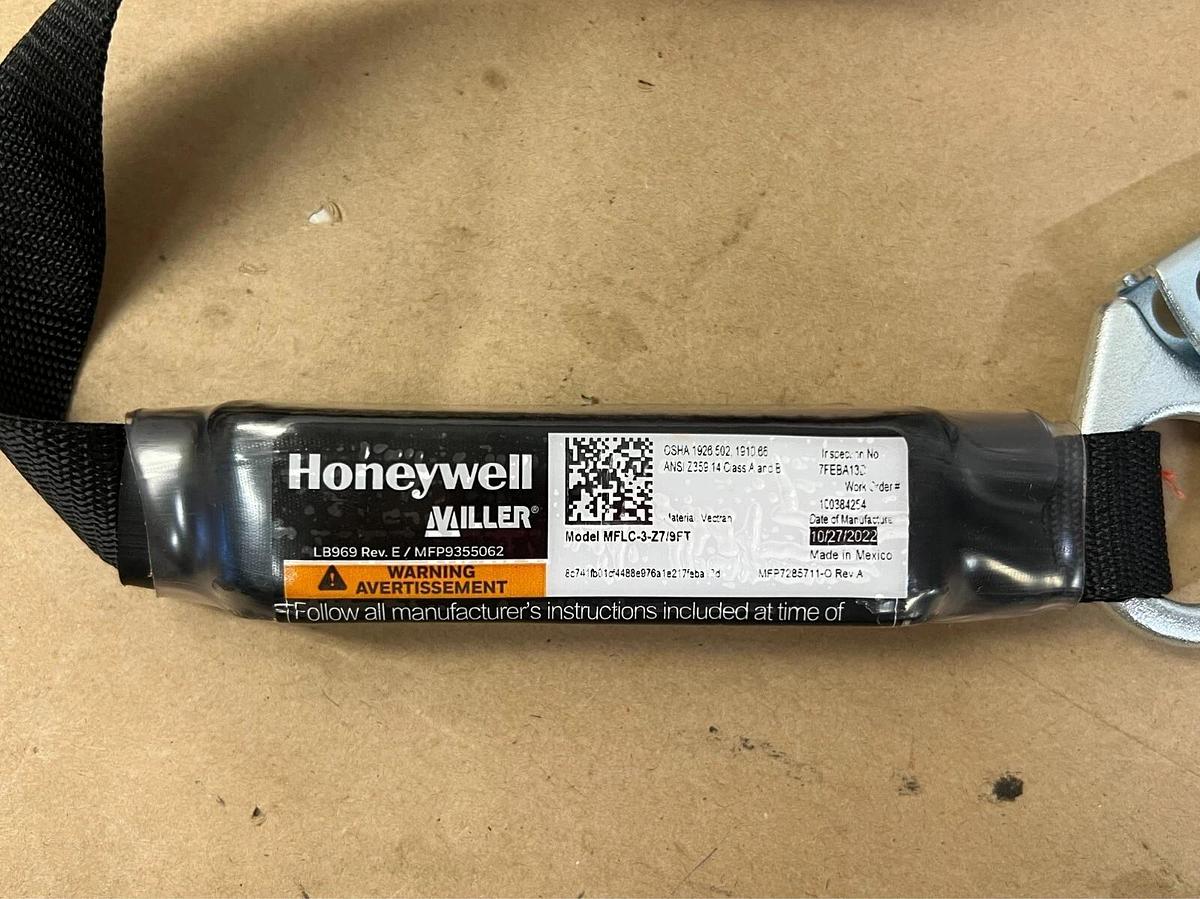 Honeywell
MILLER®
LB969 Rev. E / MFP9355062
WARNING
AVERTISSEMENT
OSHA 1926.502, 1910.66
ANSI Z359.14 Class A and B
Material: Vectran
Model MFLC-3-Z7/9FT
Inspection No
Work Order #
100384254
Date of Manufacture
10/27/2022
Made in Mexico
MFP7285711-O Rev A
Follow all manufacturer's instructions included at time of